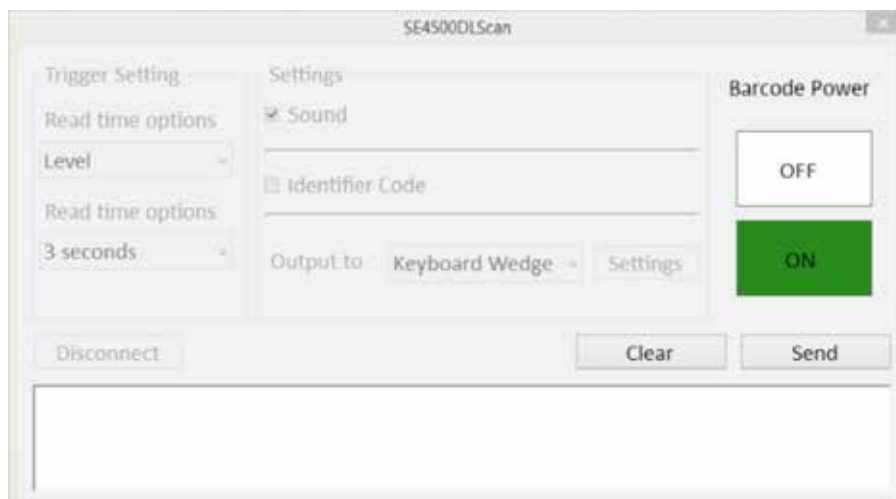 SE4500DLScan
Trigger Setting
Read time options
Level
Read time options
3 seconds
Settings
Sound
Identifier Code
Output to Keyboard Wedge Settings
Barcode Power
OFF
ON
Disconnect
Clear
Send